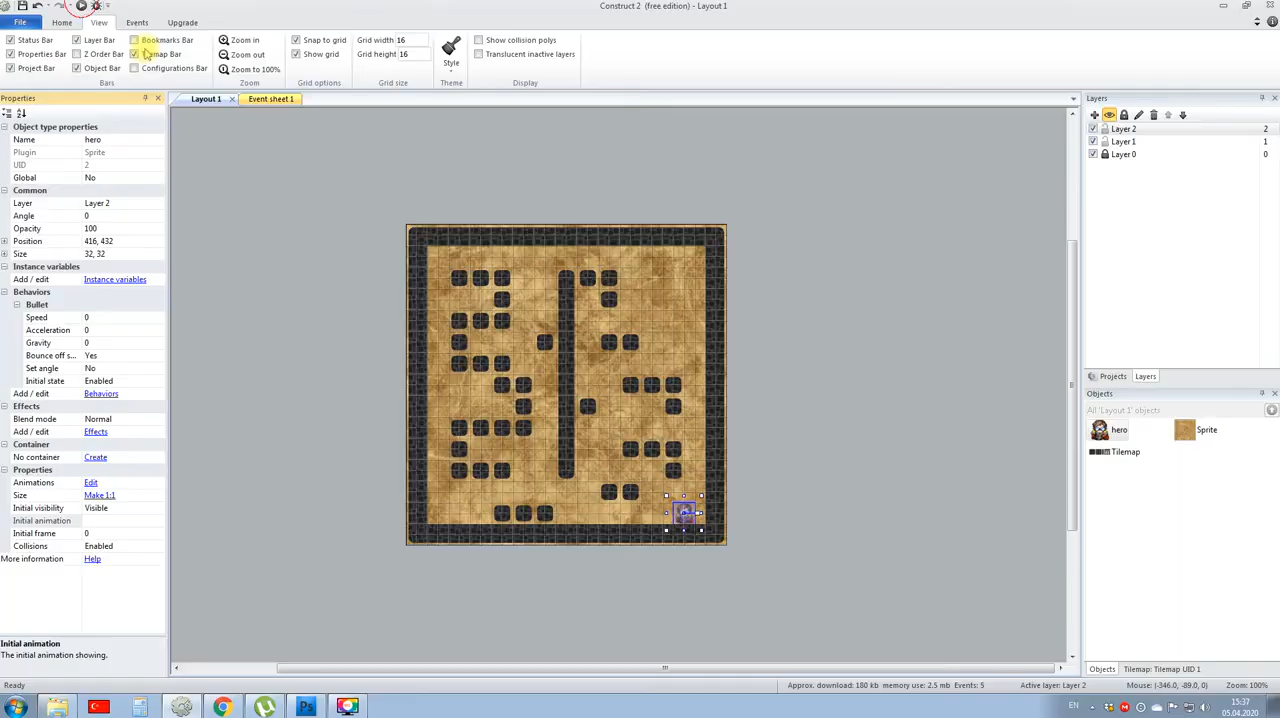 Construct 2 (free edition) - Layout 1
File Home View Events Upgrade
Status Bar Layer Bar Bookmarks Bar Zoom in Snap to grid Grid width 16 Show collision polys
Properties Bar Z Order Bar Bar Zoom out Show grid Grid height 16 Translucent inactive layers
Project Bar Object Bar Configurations Bar Zoom to 100% Style
Bars Zoom Grid options Grid size Theme Display
Properties
Layout 1 Event sheet 1
Layers
Object type properties
Name hero
Plugin Sprite
UID 2
Global No
Common
Layer Layer 2
Angle 0
Opacity 100
Position 416, 432
Size 32, 32
Instance variables
Add / edit Instance variables
Behaviors
Bullet
Speed 0
Acceleration 0
Gravity 0
Bounce off s... Yes
Set angle No
Initial state Enabled
Add / edit Behaviors
Effects
Blend mode Normal
Add / edit Effects
Container
No container Create
Properties
Animations Edit
Size Make 1:1
Initial visibility Visible
Initial animation
Initial frame 0
Collisions Enabled
More information Help
Initial animation
The initial animation showing.
Layer 2 2
Layer 1 1
Layer 0 0
Projects Layers
Objects
All 'Layout 1' objects
hero Sprite
Tilemap
Objects Tilemap: Tilemap UID 1
Ready Approx. download: 180 kb memory use: 2.5 mb Events: 5 Active layer: Layer 2 Mouse: (-346.0, -89.0, 0) Zoom: 100%
EN 15:37
05.04.2020